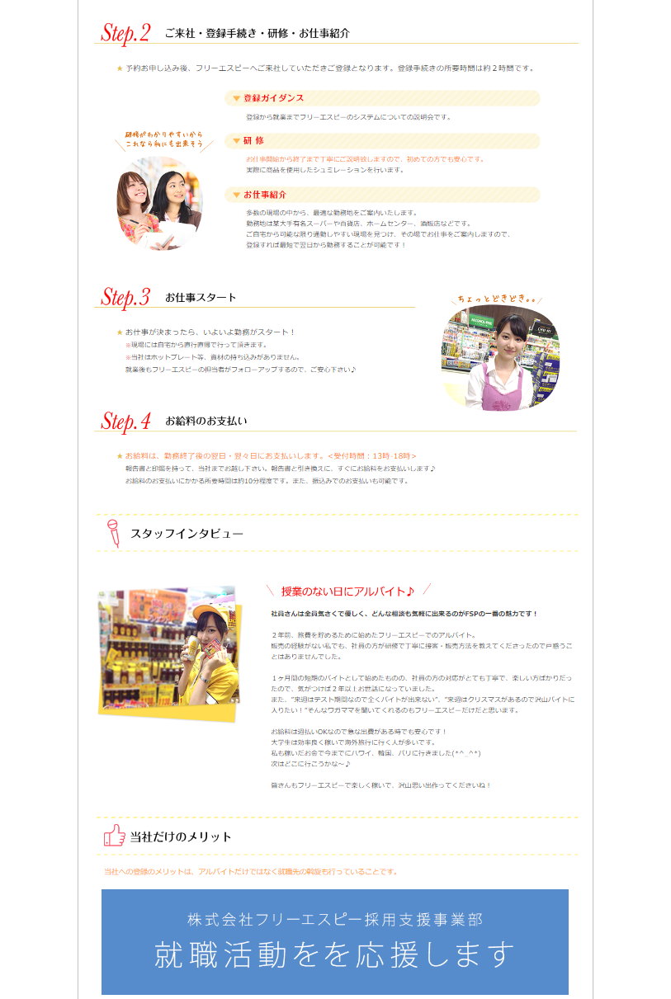 Step.2 ご来社・登録手続き・研修・お仕事紹介
★ 予約お申し込み後、フリーエスピーへご来社していただきご登録となります。登録手続きの所要時間は約２時間です。
登録ガイダンス
登録から就業までフリーエスピーのシステムについての説明会です。
研修がわかりやすいから
これなら私にも出来そう
研 修
お仕事開始から終了まで丁寧にご説明致しますので、初めての方でも安心です。
実際に商品を使用したシュミレーションを行います。
お仕事紹介
多数の現場の中から、最適な勤務地をご案内いたします。
勤務地は某大手有名スーパーや百貨店、ホームセンター、酒販店などです。
ご自宅から可能な限り通勤しやすい現場を見つけ、その場でお仕事をご案内しますので、
登録すれば最短で翌日から勤務することが可能です！
Step.3 お仕事スタート
ちょっとどきどき。。
★ お仕事が決まったら、いよいよ勤務がスタート！
※現場には自宅から直行直帰で行って頂きます。
※当社はホットプレート等、資材の持ち込みがありません。
就業後もフリーエスピーの担当者がフォローアップするので、ご安心下さい♪
Step.4 お給料のお支払い
★ お給料は、勤務終了後の翌日・翌々日にお支払いします。<受付時間：13時-18時>
報告書と印鑑を持って、当社までお越し下さい。報告書と引き換えに、すぐにお給料をお支払いします♪
お給料のお支払いにかかる所要時間は約10分程度です。また、振込みでのお支払いも可能です。
スタッフインタビュー
授業のない日にアルバイト♪
社員さんは全員気さくで優しく、どんな相談も気軽に出来るのがFSPの一番の魅力です！
２年前、旅費を貯めるために始めたフリーエスピーでのアルバイト。
販売の経験がない私でも、社員の方が研修で丁寧に接客・販売方法を教えてくださったので戸惑うこ
とはありませんでした。
１ヶ月間の短期のバイトとして始めたものの、社員の方の対応がとても丁寧で、楽しい方ばかりだっ
たので、気がつけば２年以上お世話になっていました。
また、”来週はテスト期間なので全くバイトが出来ない”、”来週はクリスマスがあるので沢山バイトに
入りたい！”そんなワガママを聞いてくれるのもフリーエスピーだけだと思います。
お給料は週払いOKなので急な出費がある時でも安心です！
大学生は効率良く稼いで海外旅行に行く人が多いです。
私も稼いだお金で今までにハワイ、韓国、バリに行きました(*^_^*)
次はどこに行こうかな～♪
皆さんもフリーエスピーで楽しく稼いで、沢山思い出作ってくださいね！
当社だけのメリット
当社への登録のメリットは、アルバイトだけではなく就職先の斡旋も行っていることです。
株式会社フリーエスピー採用支援事業部
就職活動をを応援します